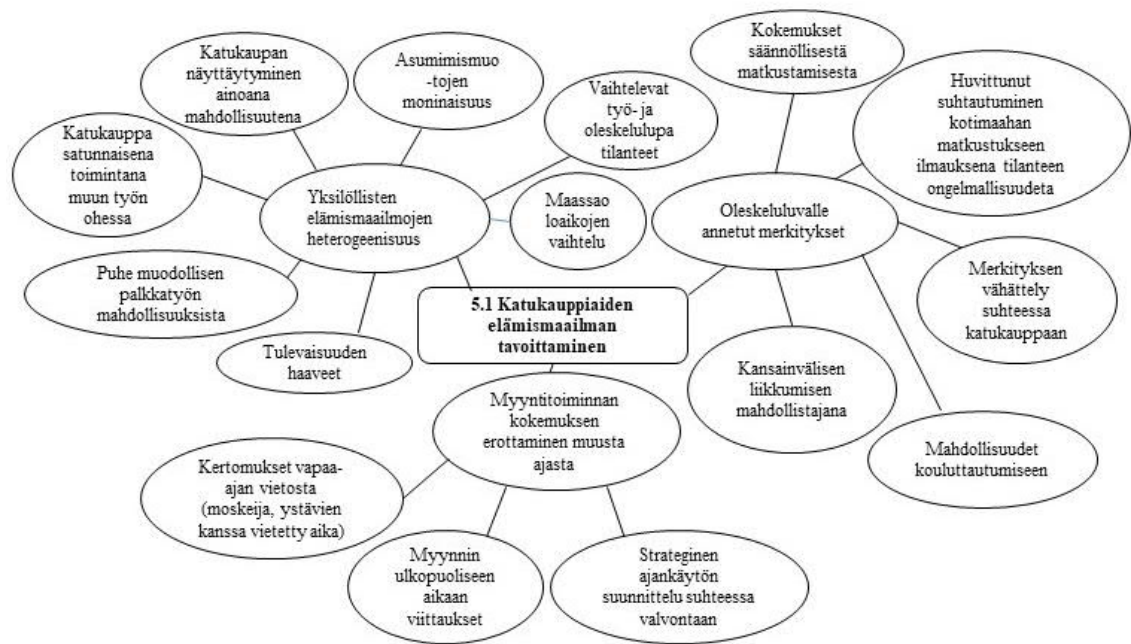 Kokemukset
säännöllisestä
matkustamisesta
Katukaupan
näyttäytyminen
ainoana
mahdollisuutena
Asumimismuo
-tojen
moninaisuus
Vaihtelevat
työ- ja
oleskelulupa
tilanteet
Huvittunut
suhtautuminen
kotimaahan
matkustukseen
ilmauksena tilanteen
ongelmallisuudeta
Katukauppa
satunnaisena
toimintana
muun työn
ohessa
Yksilöllisten
elämismaailmojen
heterogeenisuus
Maassao
loaikojen
vaihtelu
Oleskeluluvalle
annetut merkitykset
Puhe muodollisen
palkkatyön
mahdollisuuksista
Merkityksen
vähättely
suhteessa
katukauppaan
5.1 Katukauppiaiden
elämismaailman
tavoittaminen
Tulevaisuuden
haaveet
Kansainvälisen
liikkumisen
mahdollistajana
Myyntitoiminnan
kokemuksen
erottaminen muusta
ajasta
Mahdollisuudet
kouluttautumiseen
Kertomukset vapaa-
ajan vietosta
(moskeija, ystävien
kanssa vietetty aika)
Myynnin
ulkopuoliseen
aikaan
viittaukset
Strateginen
ajankäytön
suunnittelu suhteessa
valvontaan